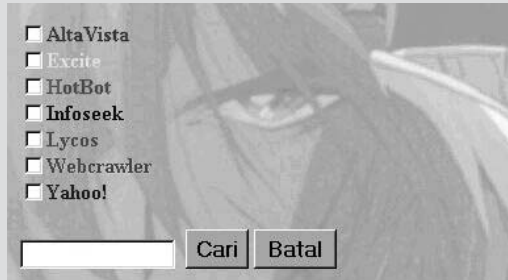 AltaVista
Excite
HotBot
Infoseek
Lycos
Webcrawler
Yahoo!
Cari Batal